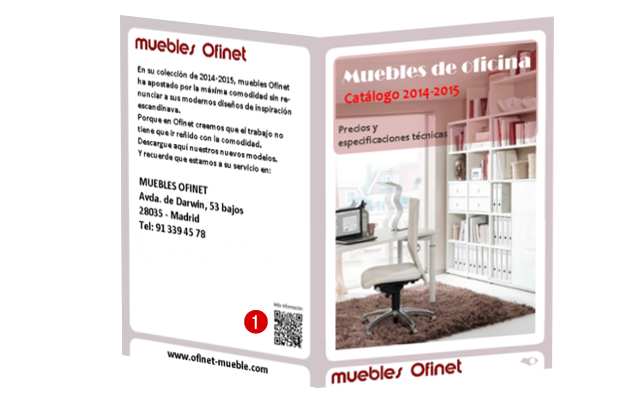 muebles Ofinet
En su colección de 2014-2015, muebles Ofinet
ha apostado por la máxima comodidad sin re-
nunciar a sus modernos diseños de inspiración
escandinava.
Porque en Ofinet creemos que el trabajo no
tiene que ir reñido con la comodidad.
Descargue aquí nuestros nuevos modelos.
Y recuerde que estamos a su servicio en:
MUEBLES OFINET
Avda. de Darwin, 53 bajos
28035 - Madrid
Tel: 91 339 45 78
Más información
1
www.ofinet-mueble.com
Muebles de oficina
Catálogo 2014-2015
Precios y
especificaciones técnicas
muebles Ofinet